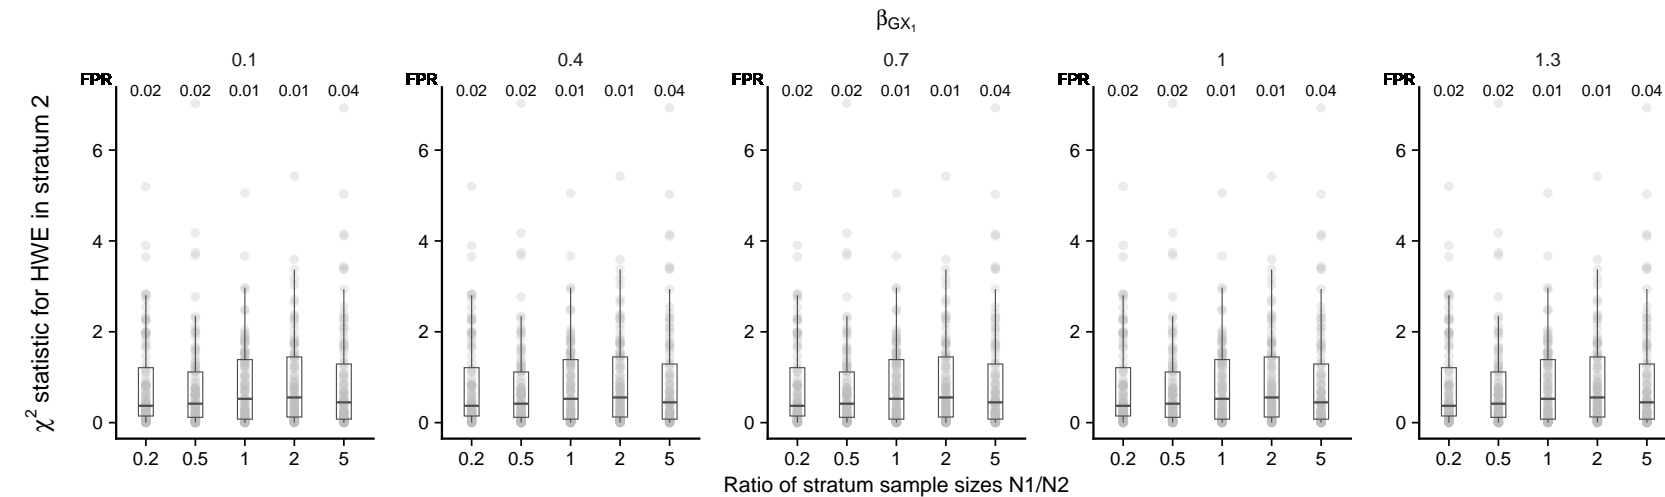 β_GX₁
0.1 0.4 0.7 1 1.3
FPR FPR FPR FPR FPR
0.02 0.02 0.01 0.01 0.04 0.02 0.02 0.01 0.01 0.04 0.02 0.02 0.01 0.01 0.04 0.02 0.02 0.01 0.01 0.04 0.02 0.02 0.01 0.01 0.04
χ² statistic for HWE in stratum 2
6 6 6 6 6
4 4 4 4 4
2 2 2 2 2
0 0 0 0 0
0.2 0.5 1 2 5 0.2 0.5 1 2 5 0.2 0.5 1 2 5 0.2 0.5 1 2 5 0.2 0.5 1 2 5
Ratio of stratum sample sizes N1/N2